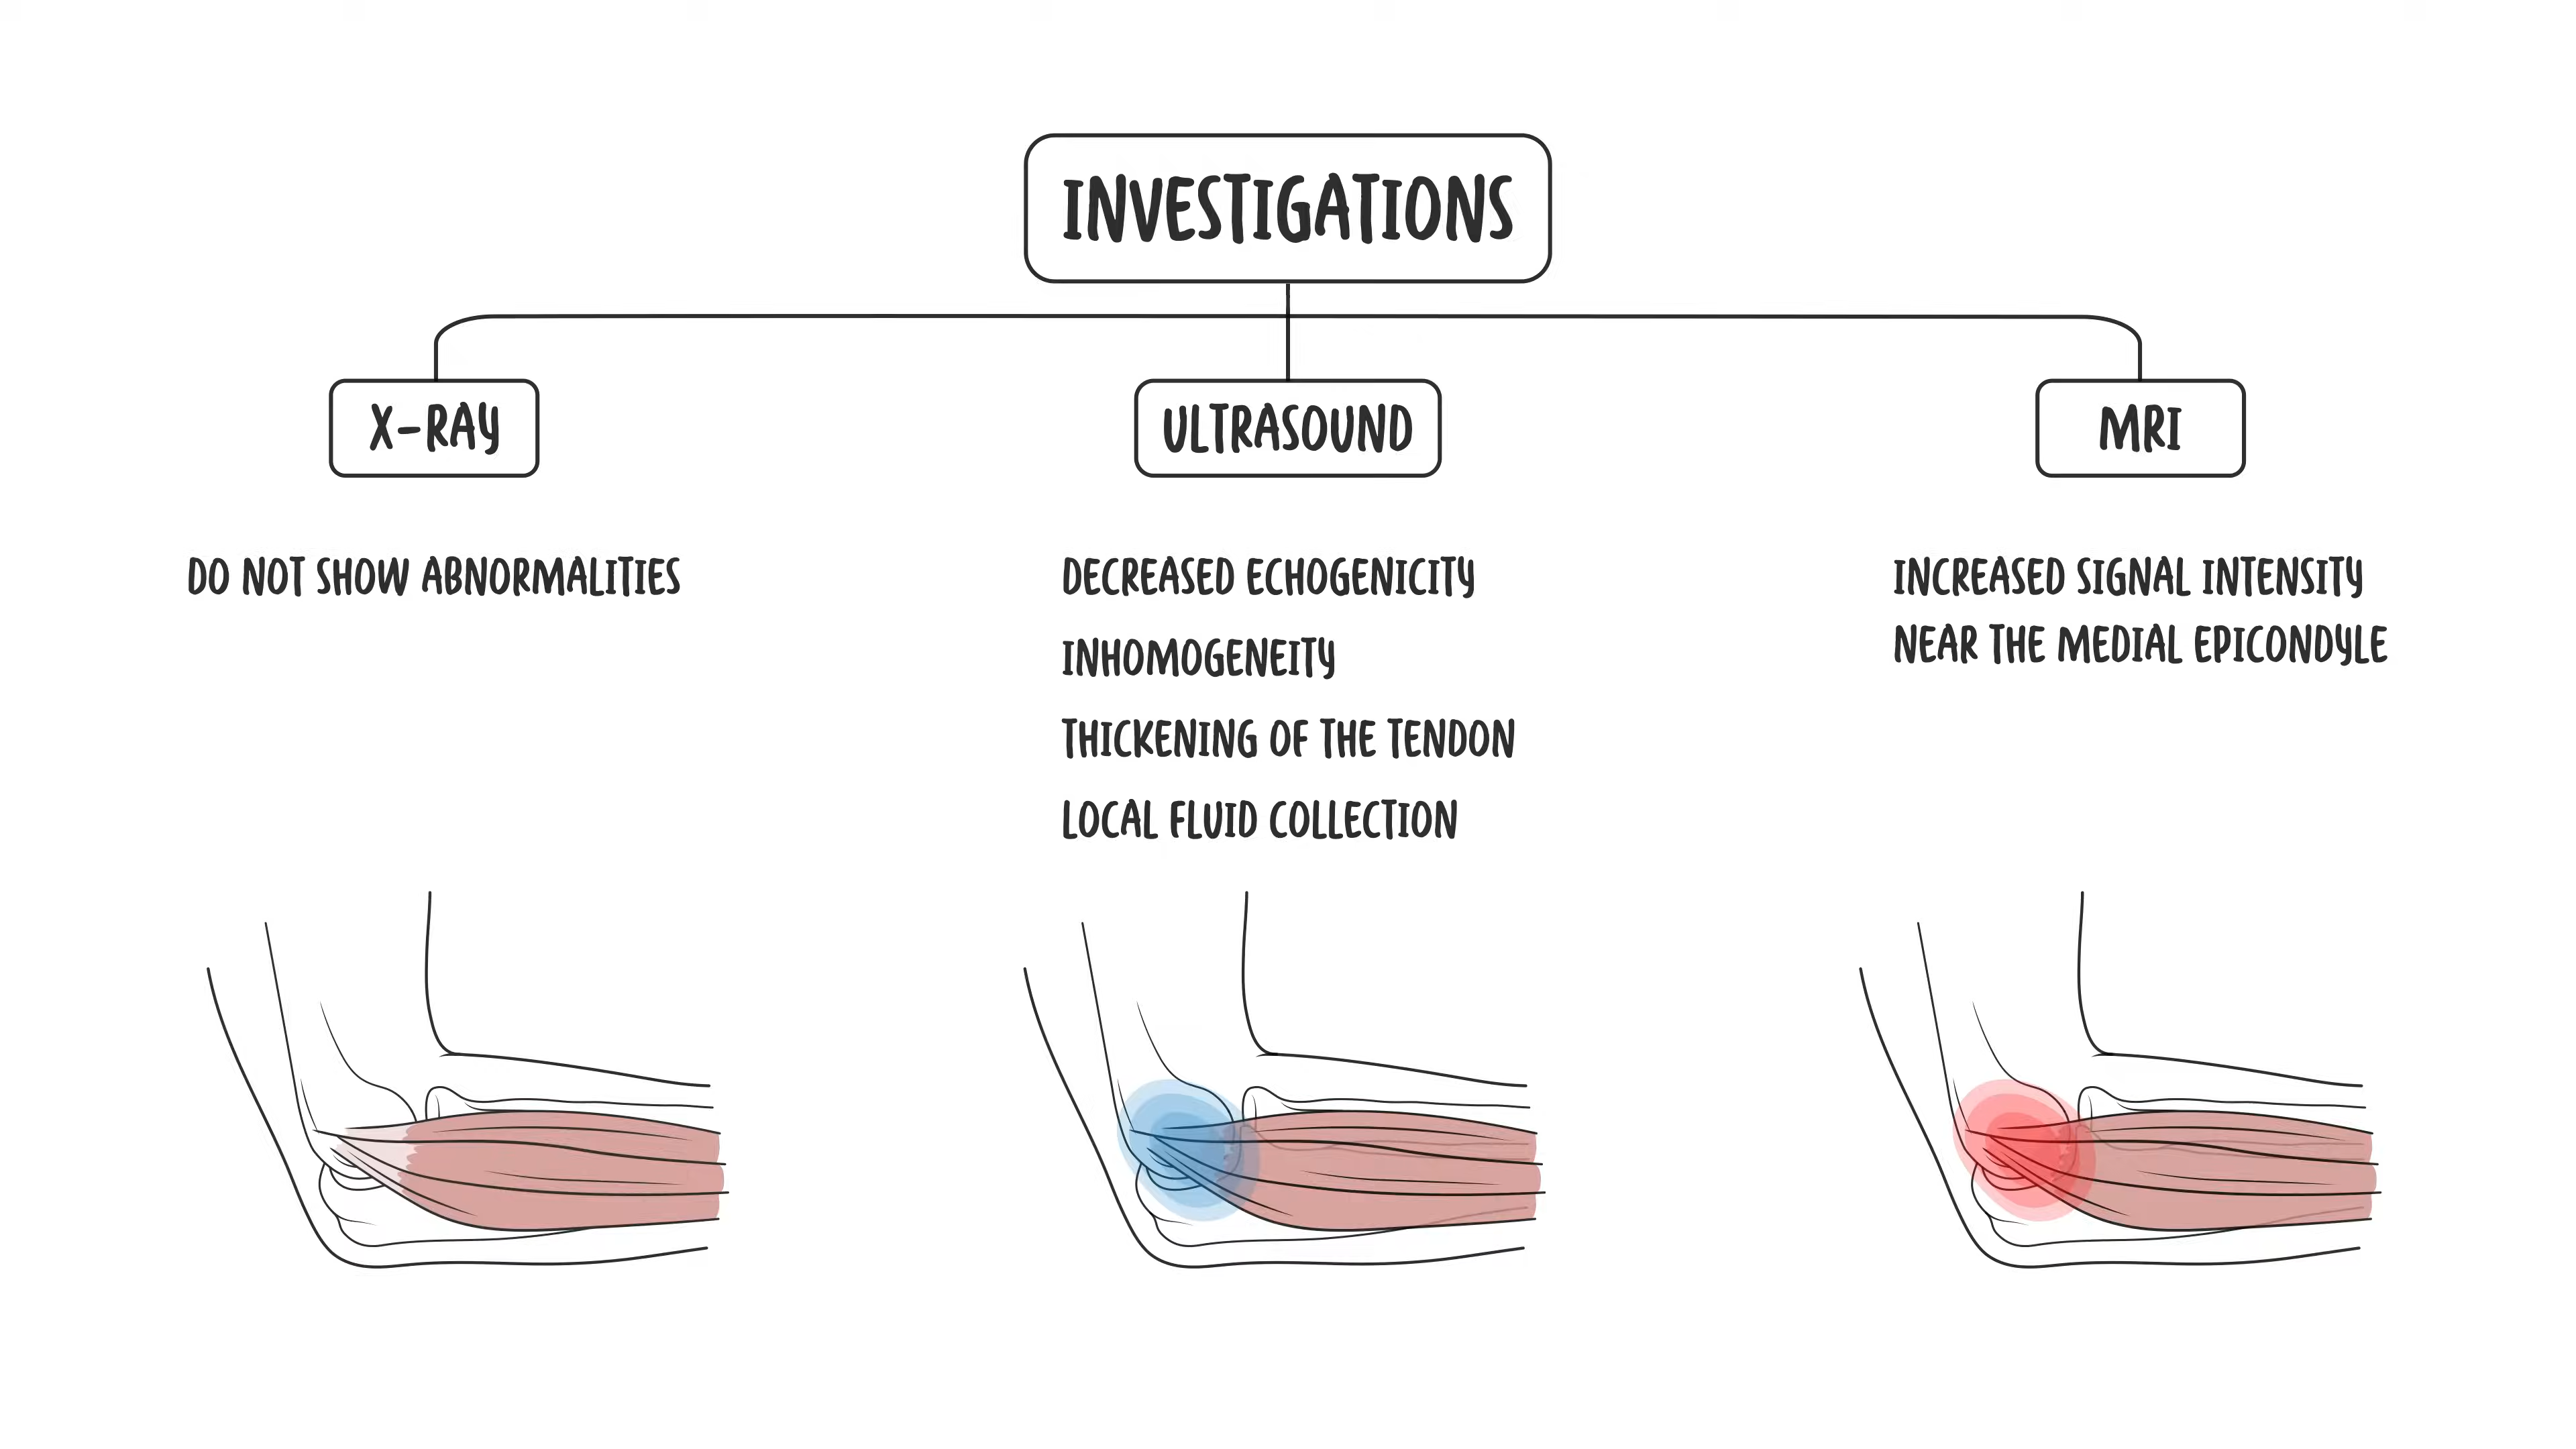 INVESTIGATIONS
X-RAY
DO NOT SHOW ABNORMALITIES
ULTRASOUND
DECREASED ECHOGENICITY
INHOMOGENEITY
THICKENING OF THE TENDON
LOCAL FLUID COLLECTION
MRI
INCREASED SIGNAL INTENSITY
NEAR THE MEDIAL EPICONDYLE